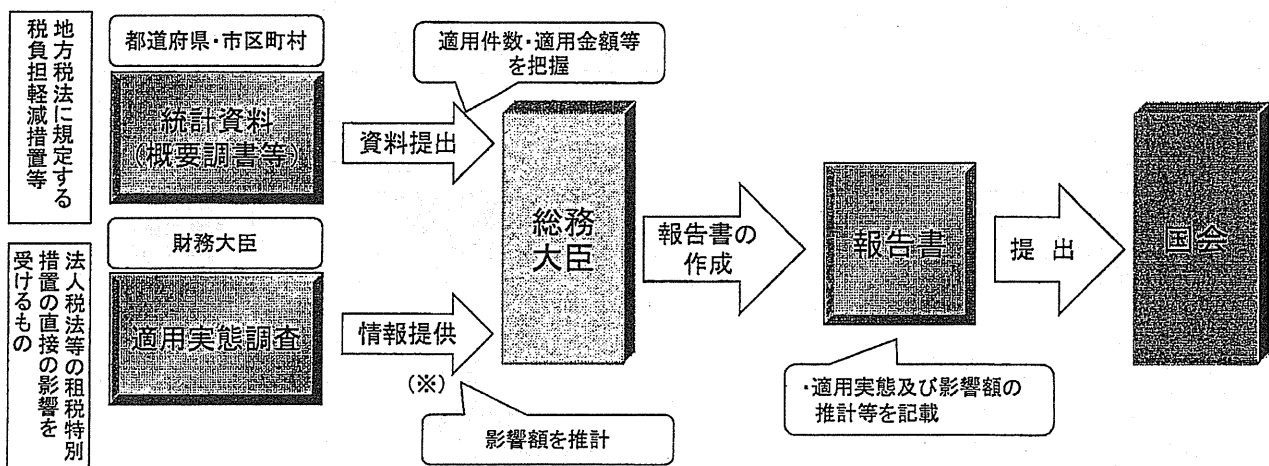 地方税法に規定する
税負担軽減措置等
都道府県・市区町村
統計資料
(概要調書等)
資料提出
適用件数・適用金額等
を把握
法人税法等の租税特別
措置の直接の影響を
受けるもの
財務大臣
適用実態調査
情報提供
(※)
影響額を推計
総務
大臣
報告書の
作成
報告書
・適用実態及び影響額の
推計等を記載
提 出
国会